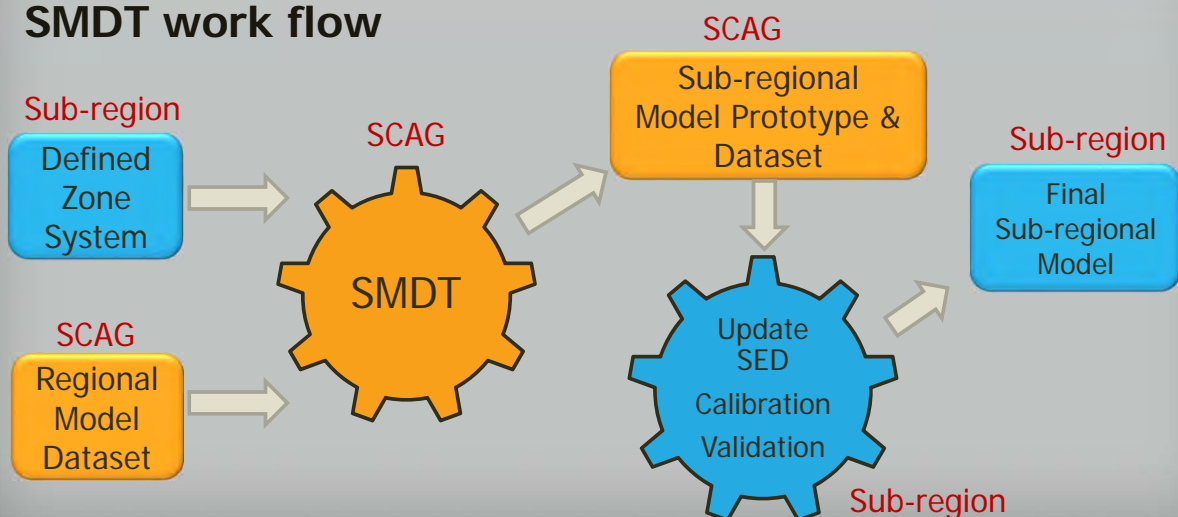 SMDT work flow
Sub-region
Defined
Zone
System
SCAG
Regional
Model
Dataset
SCAG
SMDT
SCAG
Sub-regional
Model Prototype &
Dataset
Update
SED
Calibration
Validation
Sub-region
Sub-region
Final
Sub-regional
Model